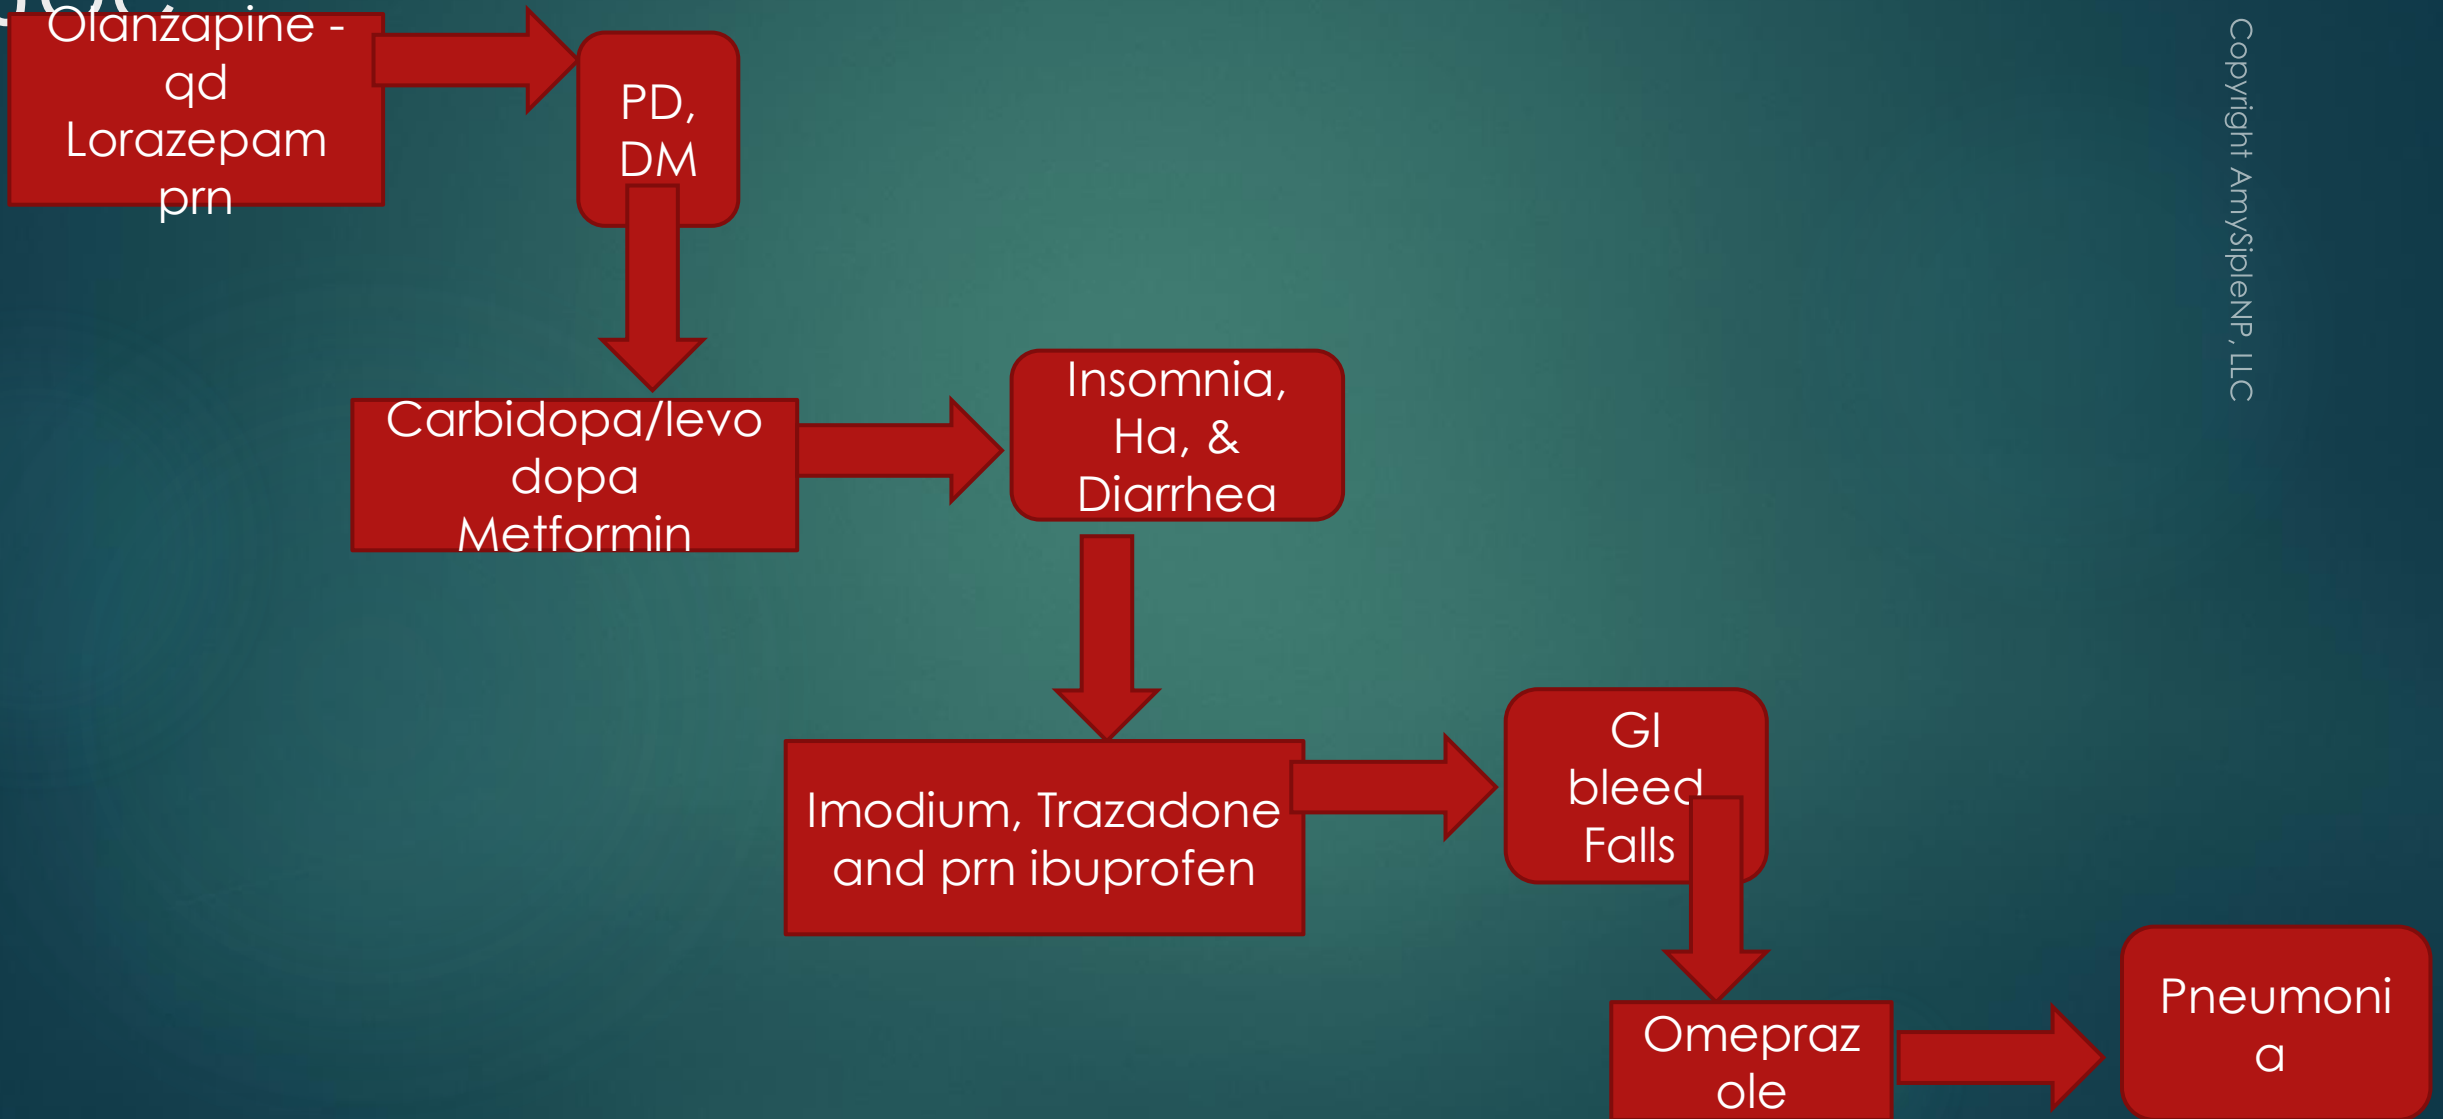 Olanzapine -
qd
Lorazepam
prn
PD,
DM
Carbidopa/levo
dopa
Metformin
Insomnia,
Ha, &
Diarrhea
Imodium, Trazadone
and prn ibuprofen
GI
bleed
Falls
Omepraz
ole
Pneumoni
a
Copyright AmySipleNP, LLC